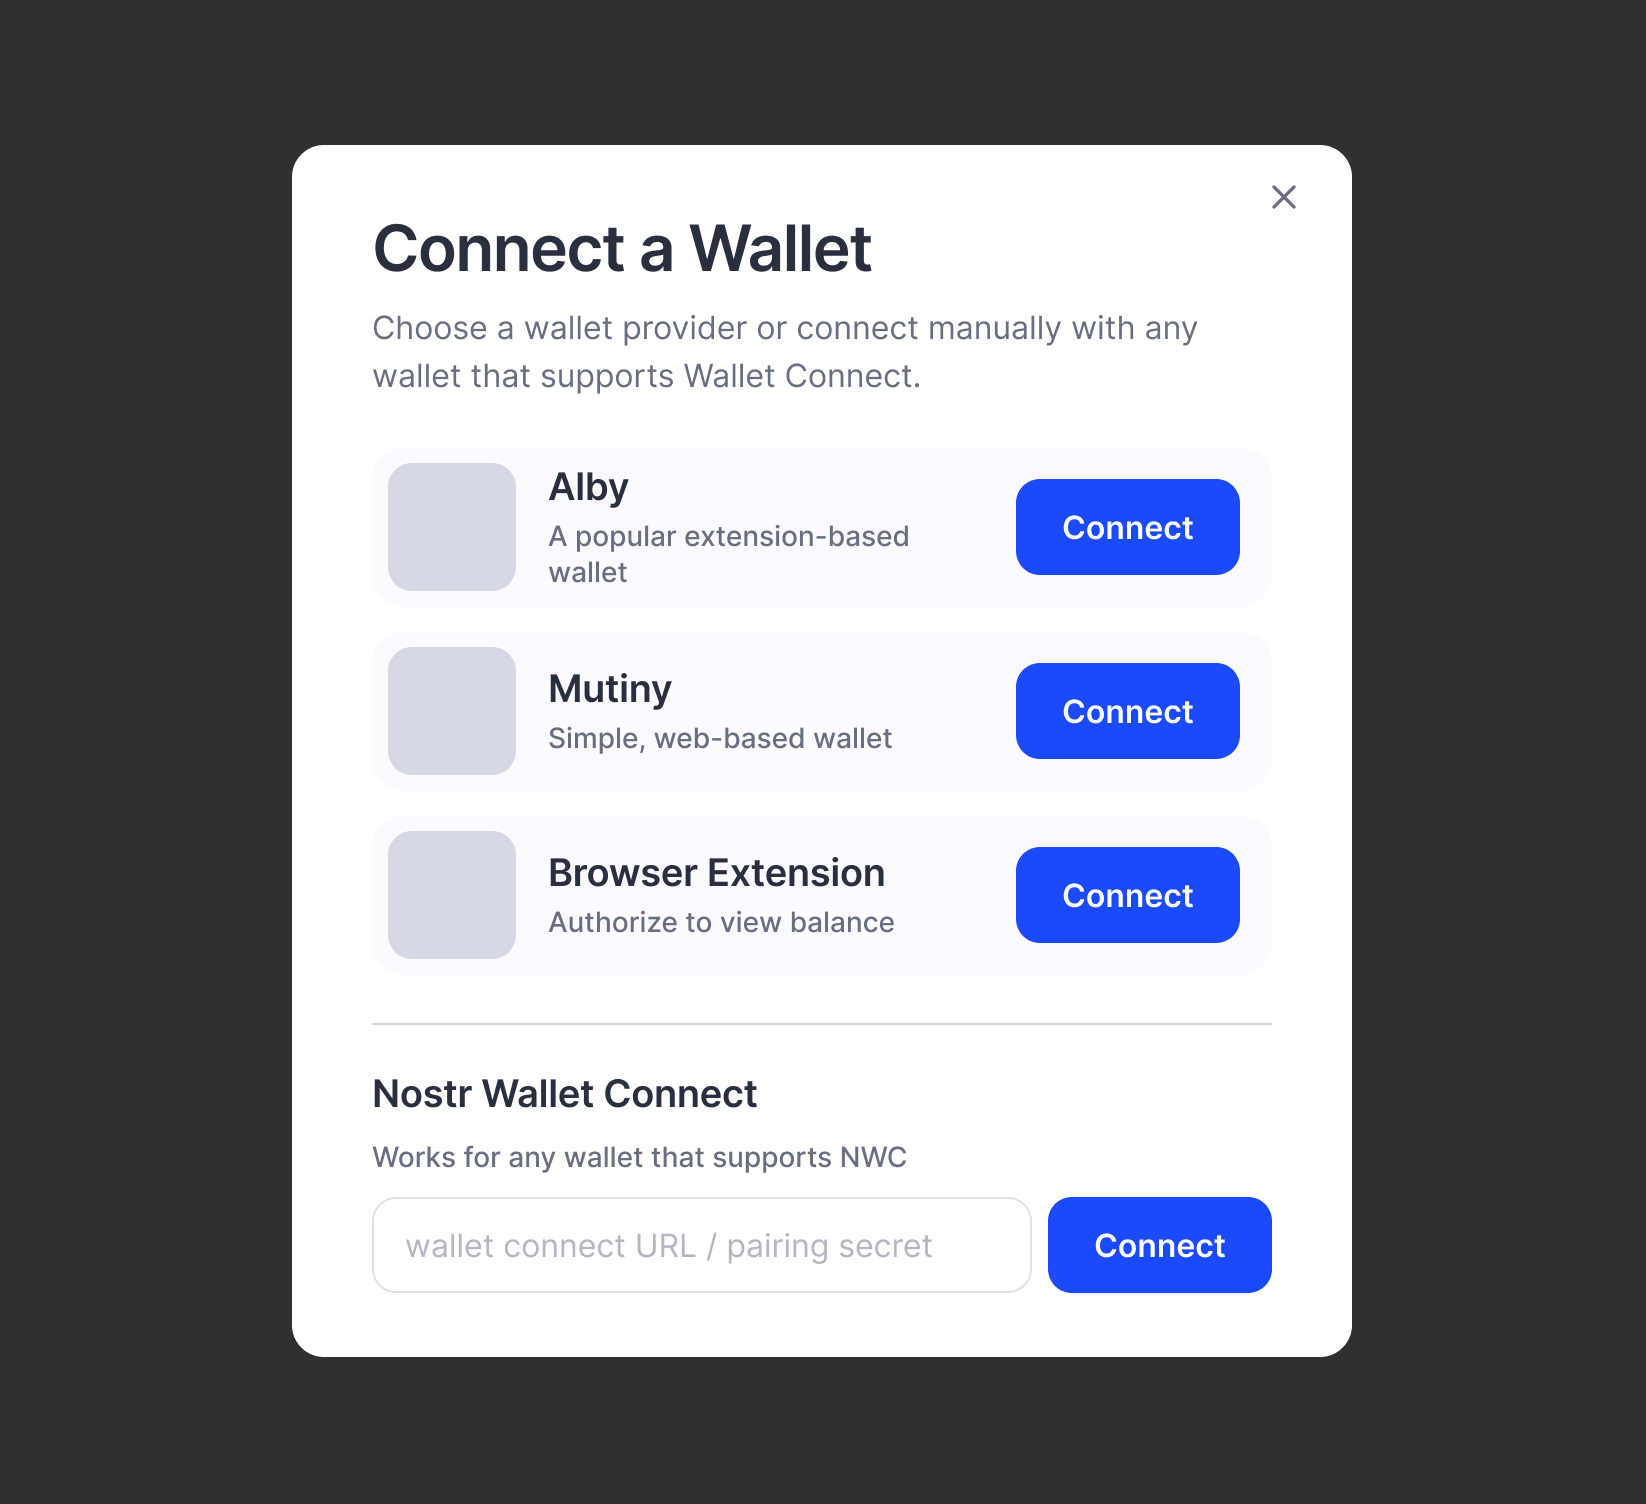 Connect a Wallet
Choose a wallet provider or connect manually with any
wallet that supports Wallet Connect.
Alby
A popular extension-based
wallet
Connect
Mutiny
Simple, web-based wallet
Connect
Browser Extension
Authorize to view balance
Connect
Nostr Wallet Connect
Works for any wallet that supports NWC
wallet connect URL / pairing secret
Connect